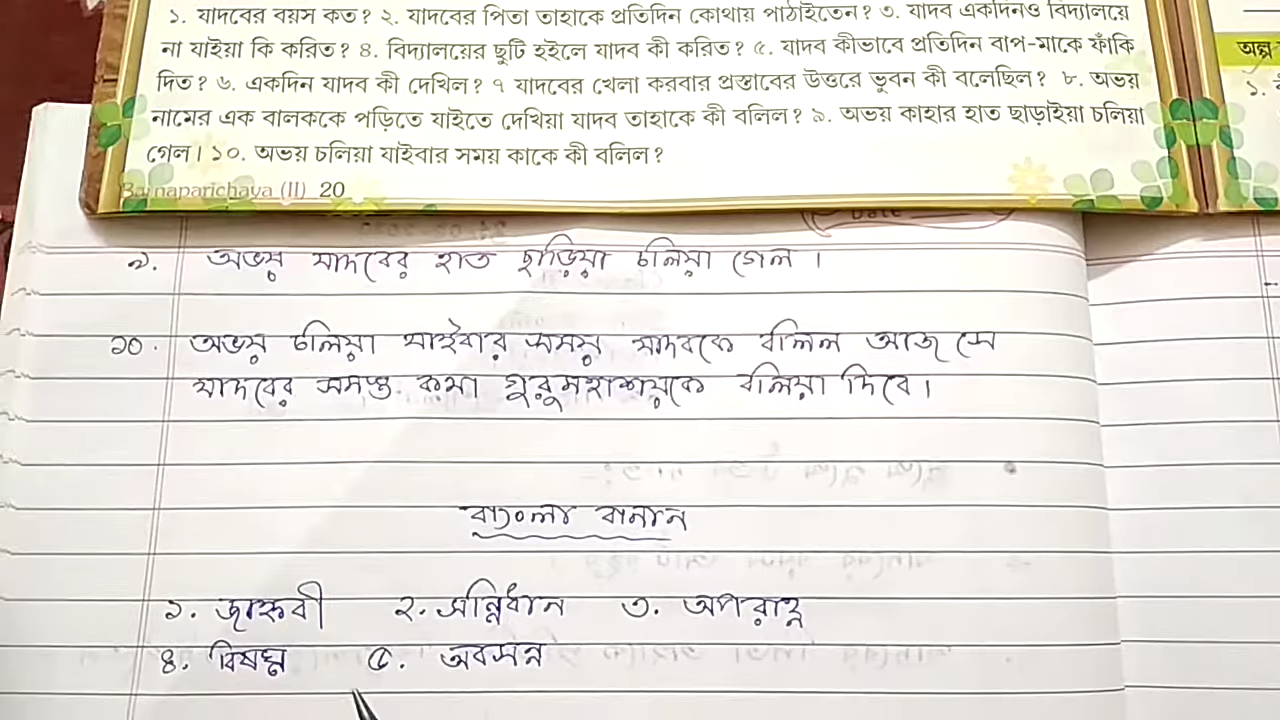 ১. যাদবের বয়স কত? ২. যাদবের পিতা তাহাকে প্রতিদিন কোথায় পাঠাইতেন? ৩. যাদব একদিনও বিদ্যালয়ে
না যাইয়া কি করিত? ৪. বিদ্যালয়ের ছুটি হইলে যাদব কী করিত? ৫. যাদব কীভাবে প্রতিদিন বাপ-মাকে ফাঁকি
দিত? ৬. একদিন যাদব কী দেখিল? ৭ যাদবের খেলা করবার প্রস্তাবের উত্তরে ভুবন কী বলেছিল? ৮. অভয়
নামের এক বালককে পড়িতে যাইতে দেখিয়া যাদব তাহাকে কী বলিল? ৯. অভয় কাহার হাত ছাড়াইয়া চলিয়া
গেল। ১০. অভয় চলিয়া যাইবার সময় কাকে কী বলিল?
Barnaparichaya (II) 20
অল্প
১.
Date
৯. অভয় যাদবের হাত ছাড়িয়া চলিয়া গেল।
১০. অভয় চলিয়া যাইবার সময় যাদবকে বলিল আজ সে
যাদবের সমস্ত কথা গুরুমহাশয়কে বলিয়া দিবে।
বাংলা বানান
১. জাহ্নবী ২. সন্নিধান ৩. অপরাহ্ণ
৪. বিষণ্ণ ৫. অবসন্ন